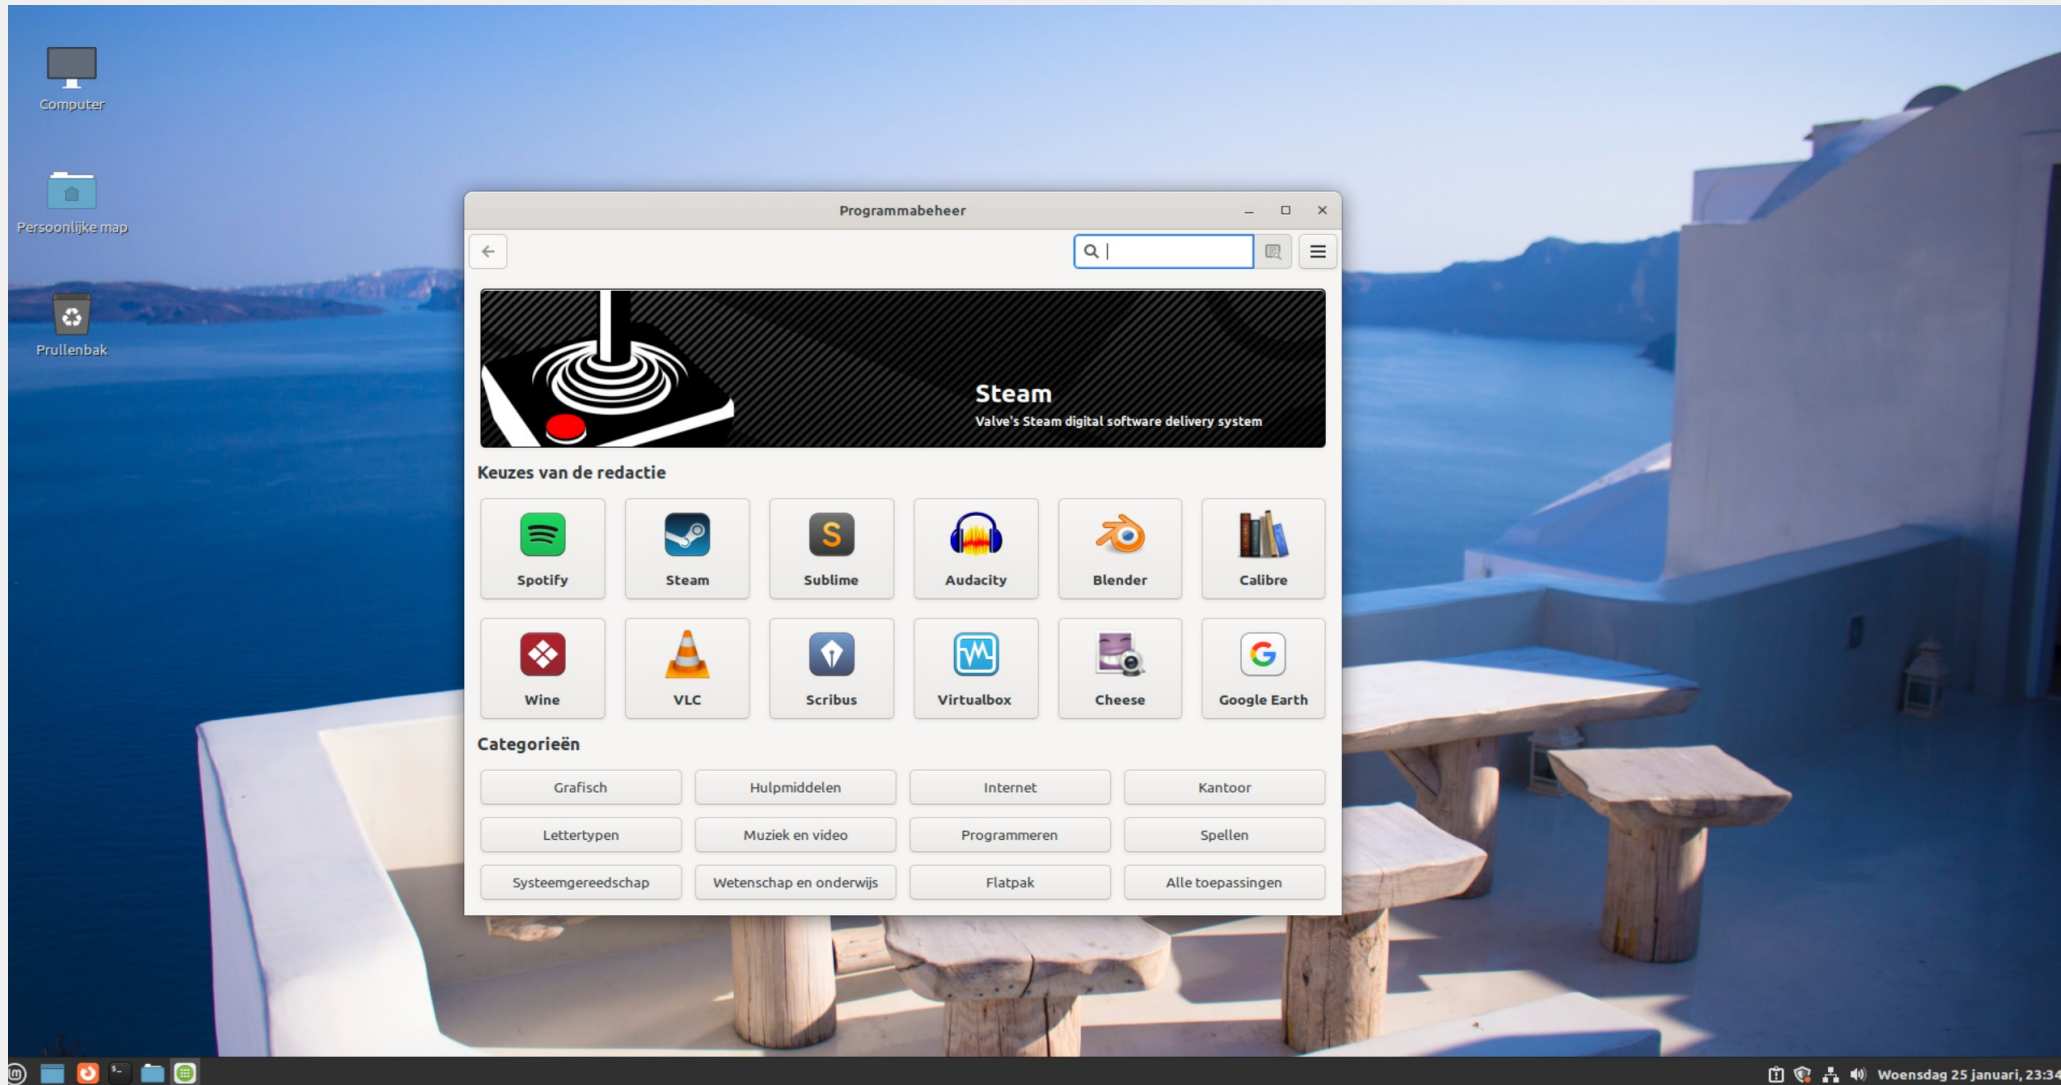 Computer
Persoonlijke map
Prullenbak
Programmabeheer
Steam
Valve's Steam digital software delivery system
Keuzes van de redactie
Spotify
Steam
Sublime
Audacity
Blender
Calibre
Wine
VLC
Scribus
Virtualbox
Cheese
Google Earth
Categorieën
Grafisch
Hulpmiddelen
Internet
Kantoor
Lettertypen
Muziek en video
Programmeren
Spellen
Systeemgereedschap
Wetenschap en onderwijs
Flatpak
Alle toepassingen
Woensdag 25 januari, 23:34